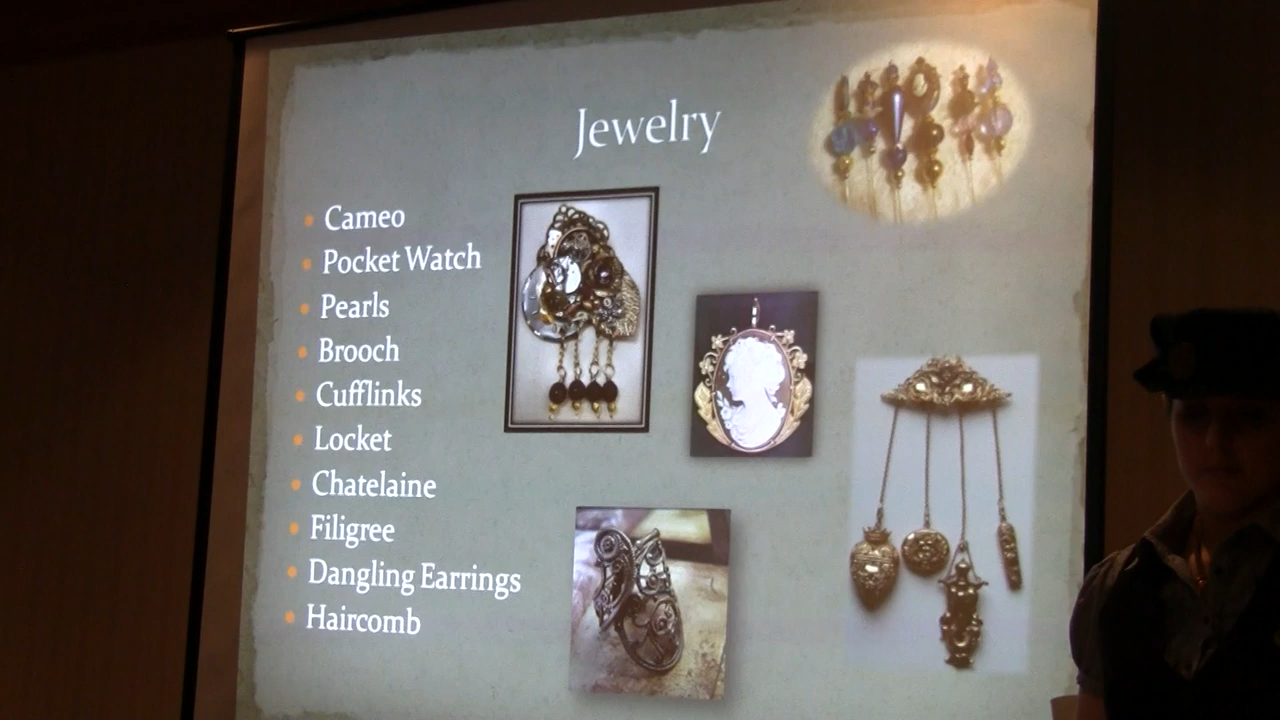 Jewelry
Cameo
Pocket Watch
Pearls
Brooch
Cufflinks
Locket
Chatelaine
Filigree
Dangling Earrings
Haircomb